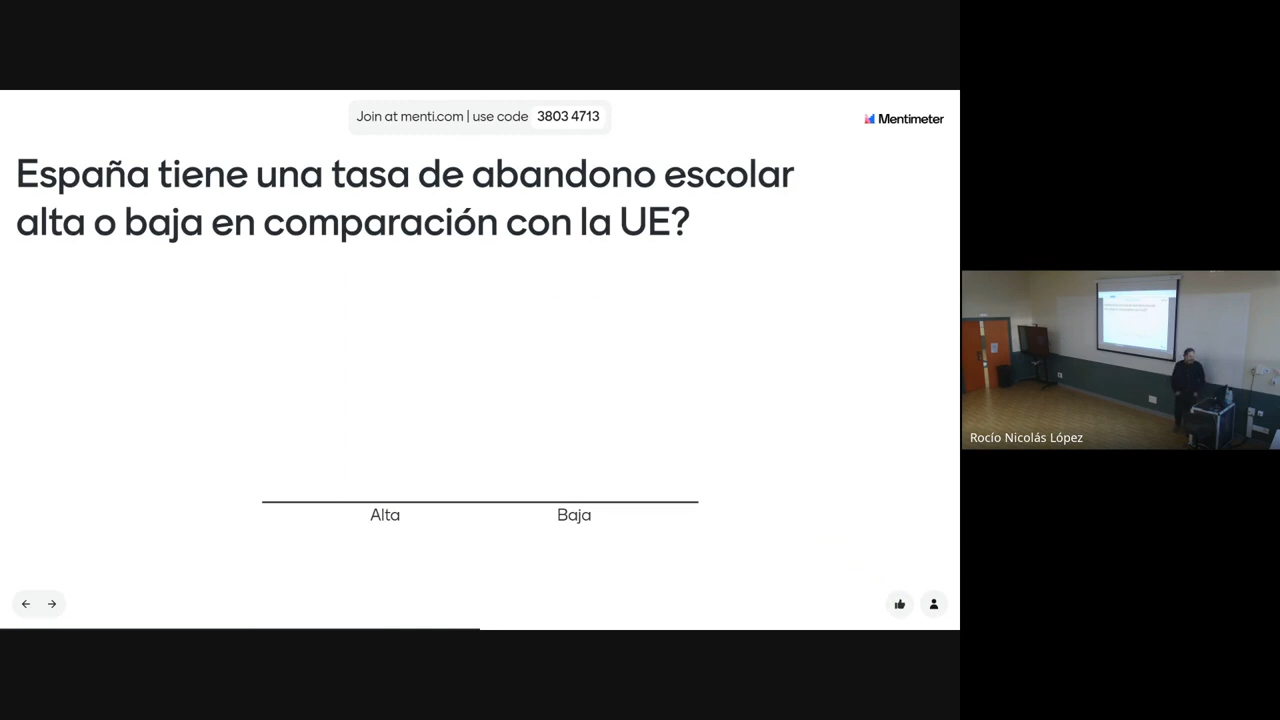 Join at menti.com | use code 3803 4713
Mentimeter
España tiene una tasa de abandono escolar
alta o baja en comparación con la UE?
Alta
Baja
Rocío Nicolás López